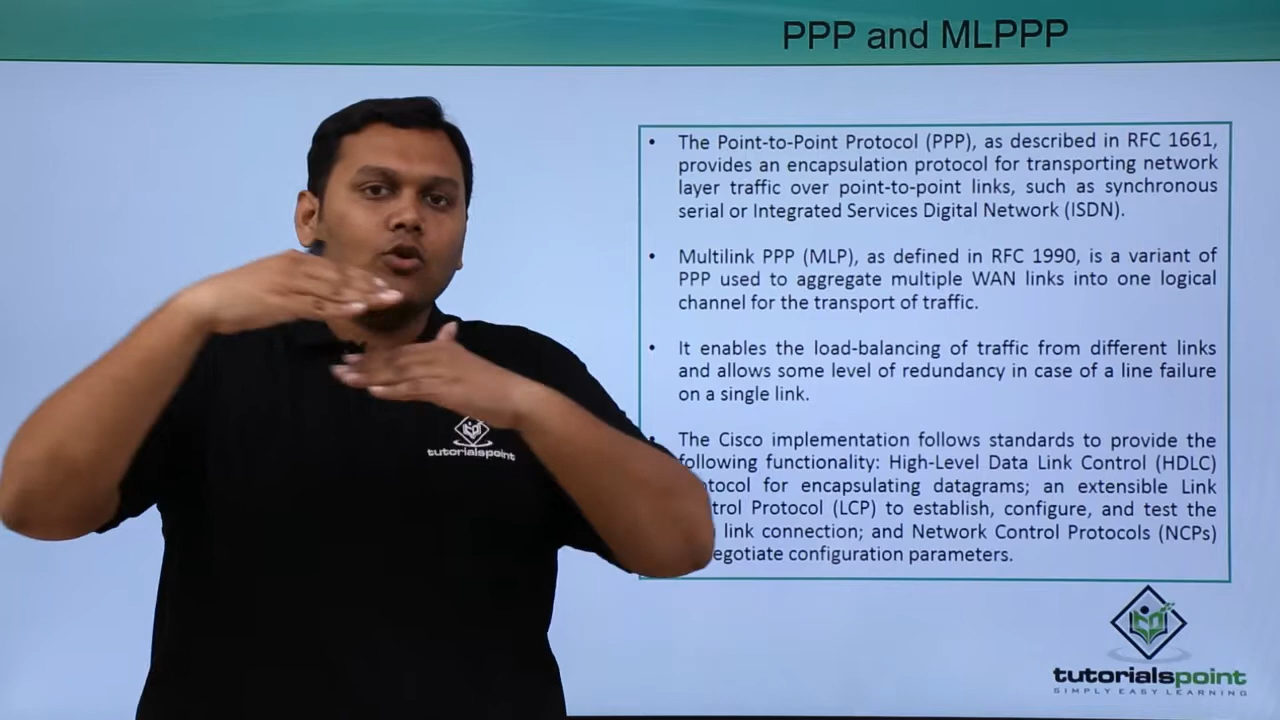 PPP and MLPPP
• The Point-to-Point Protocol (PPP), as described in RFC 1661,
provides an encapsulation protocol for transporting network
layer traffic over point-to-point links, such as synchronous
serial or Integrated Services Digital Network (ISDN).
• Multilink PPP (MLP), as defined in RFC 1990, is a variant of
PPP used to aggregate multiple WAN links into one logical
channel for the transport of traffic.
• It enables the load-balancing of traffic from different links
and allows some level of redundancy in case of a line failure
on a single link.
The Cisco implementation follows standards to provide the
following functionality: High-Level Data Link Control (HDLC)
for encapsulating datagrams; an extensible Link
Protocol (LCP) to establish, configure, and test the
link connection; and Network Control Protocols (NCPs)
configuration parameters.
tutorialspoint
tutorialspoint
SIMPLY EASY LEARNING